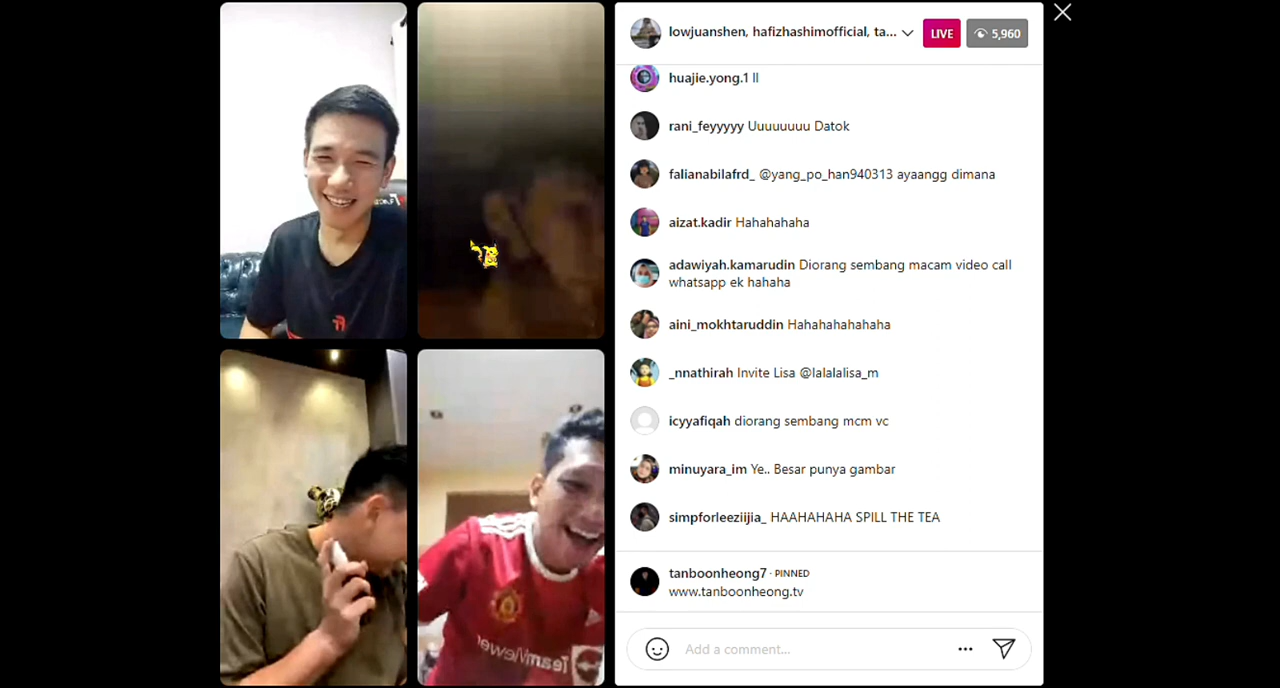 lowjuanshen, hafizhashimofficial, ta...
LIVE
5,960
huajie.yong.1 ll
rani_feyyyyy Uuuuuuuu Datok
falianabilafrd_ @yang_po_han940313 ayaangg dimana
aizat.kadir Hahahahaha
adawiyah.kamarudin Diorang sembang macam video call
whatsapp ek hahaha
aini_mokhtaruddin Hahahahahahaha
_nnathirah Invite Lisa @lalalalisa_m
icyyafiqah diorang sembang mcm vc
minuyara_im Ye.. Besar punya gambar
simpforleeziijia_ HAAHAHAHA SPILL THE TEA
tanboonheong7 · PINNED
www.tanboonheong.tv
Add a comment...
TeamViewer